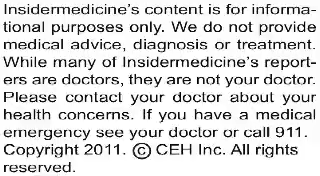 Insidermedicine's content is for informa-
tional purposes only. We do not provide
medical advice, diagnosis or treatment.
While many of Insidermedicine's report-
ers are doctors, they are not your doctor.
Please contact your doctor about your
health concerns. If you have a medical
emergency see your doctor or call 911.
Copyright 2011. © CEH Inc. All rights
reserved.